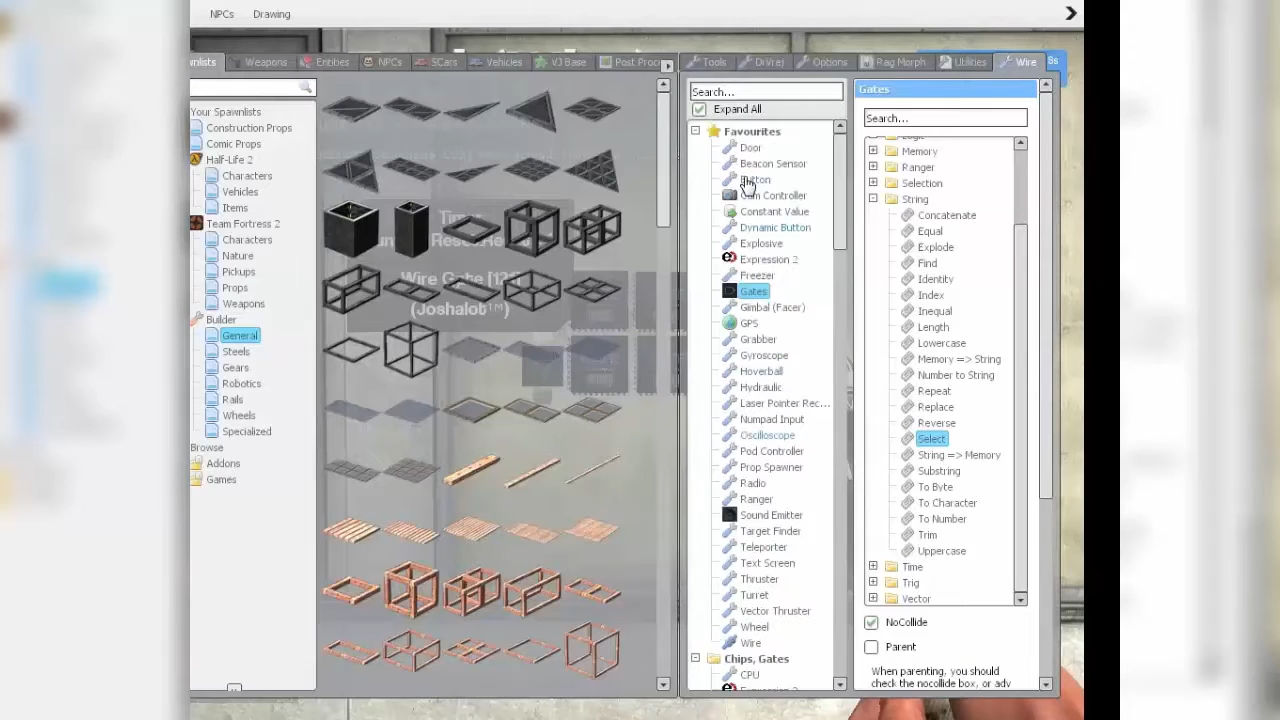 NPCs Drawing
Weapons Entities NPCs SCars Vehicles VJ Base Post Proc
Tools Options Rag Morph Utilities Wire Bs
Search...
Expand All
Gates
Search...
Your Spawnlists
Construction Props
Comic Props
Half-Life 2
Characters
Vehicles
Items
Team Fortress 2
Characters
Nature
Pickups
Props
Weapons
Builder
General
Steels
Gears
Robotics
Rails
Wheels
Specialized
Browse
Addons
Games
Wire Gate [121]
(Joshalot™)
Favourites
Door
Beacon Sensor
Button
Cam Controller
Constant Value
Dynamic Button
Explosive
Expression 2
Freezer
Gates
Gimbal (Facer)
GPS
Grabber
Gyroscope
Hoverball
Hydraulic
Laser Pointer Rec...
Numpad Input
Oscilloscope
Pod Controller
Prop Spawner
Radio
Ranger
Sound Emitter
Target Finder
Teleporter
Text Screen
Thruster
Turret
Vector Thruster
Wheel
Wire
Chips, Gates
CPU
Expression 2
Logic
Memory
Ranger
Selection
String
Concatenate
Equal
Explode
Find
Identity
Index
Inequal
Length
Lowercase
Memory => String
Number to String
Repeat
Replace
Reverse
Select
String => Memory
Substring
To Byte
To Character
To Number
Trim
Uppercase
Time
Trig
Vector
NoCollide
Parent
When parenting, you should
check the nocollide box, or adv